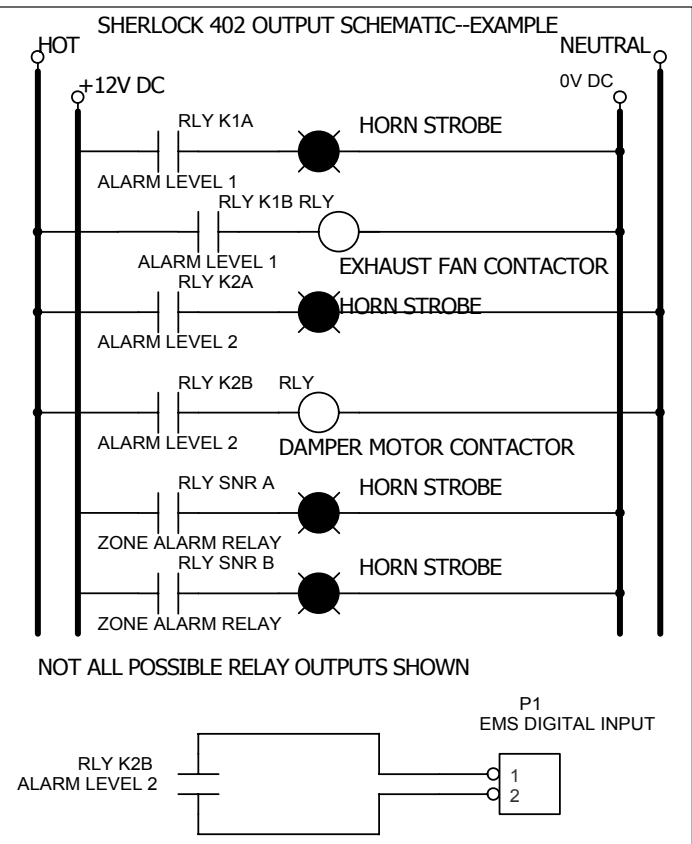 SHERLOCK 402 OUTPUT SCHEMATIC--EXAMPLE
HOT
NEUTRAL
+12V DC
0V DC
RLY K1A
HORN STROBE
ALARM LEVEL 1
RLY K1B RLY
ALARM LEVEL 1
EXHAUST FAN CONTACTOR
RLY K2A
HORN STROBE
ALARM LEVEL 2
RLY K2B RLY
ALARM LEVEL 2
DAMPER MOTOR CONTACTOR
RLY SNR A
HORN STROBE
ZONE ALARM RELAY
RLY SNR B
HORN STROBE
ZONE ALARM RELAY
NOT ALL POSSIBLE RELAY OUTPUTS SHOWN
P1
EMS DIGITAL INPUT
RLY K2B
ALARM LEVEL 2
1
2